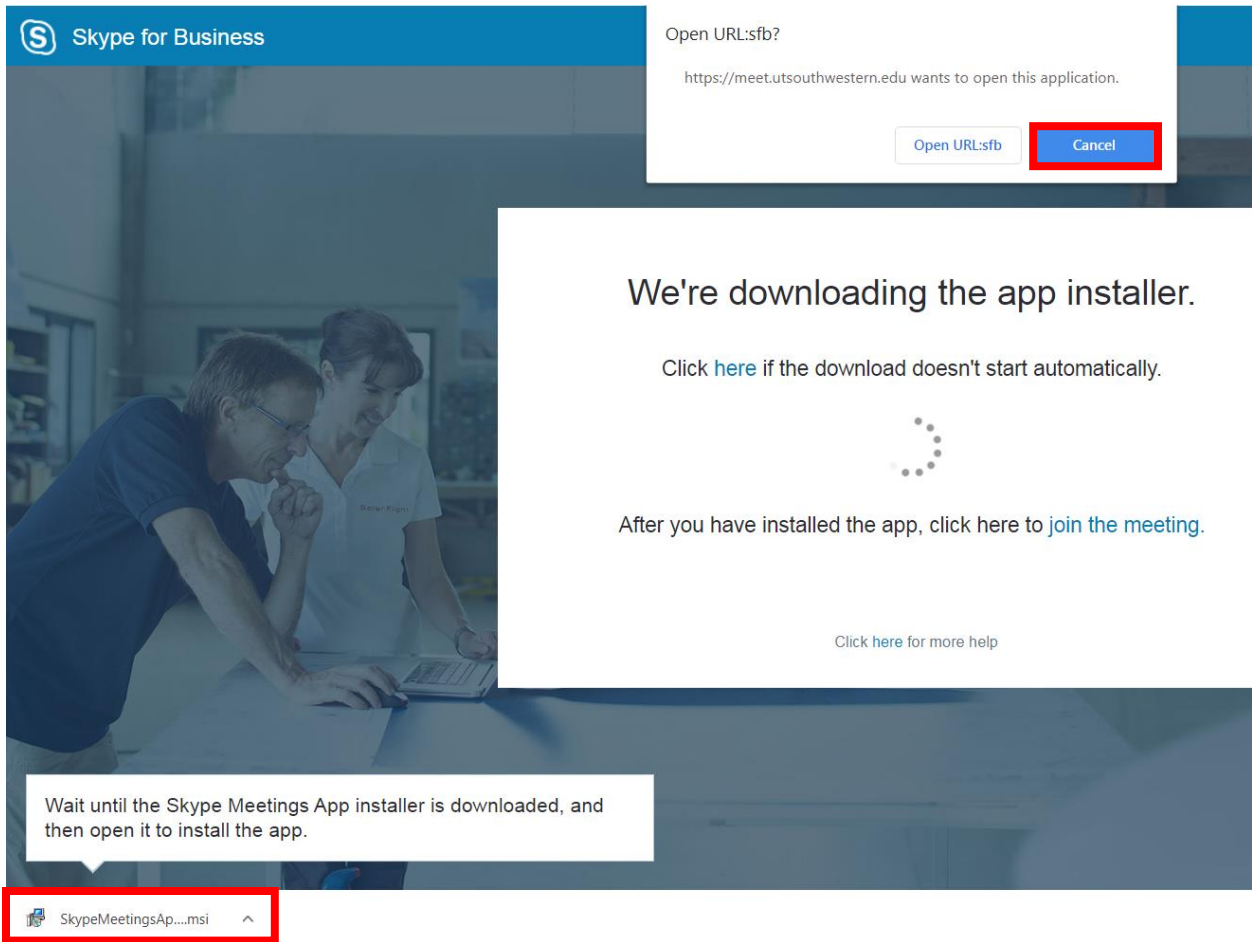 Skype for Business
Open URL:sfb?
https://meet.utsouthwestern.edu wants to open this application.
Open URL:sfb
Cancel
We're downloading the app installer.
Click here if the download doesn't start automatically.
After you have installed the app, click here to join the meeting.
Click here for more help
Wait until the Skype Meetings App installer is downloaded, and
then open it to install the app.
SkypeMeetingsAp....msi